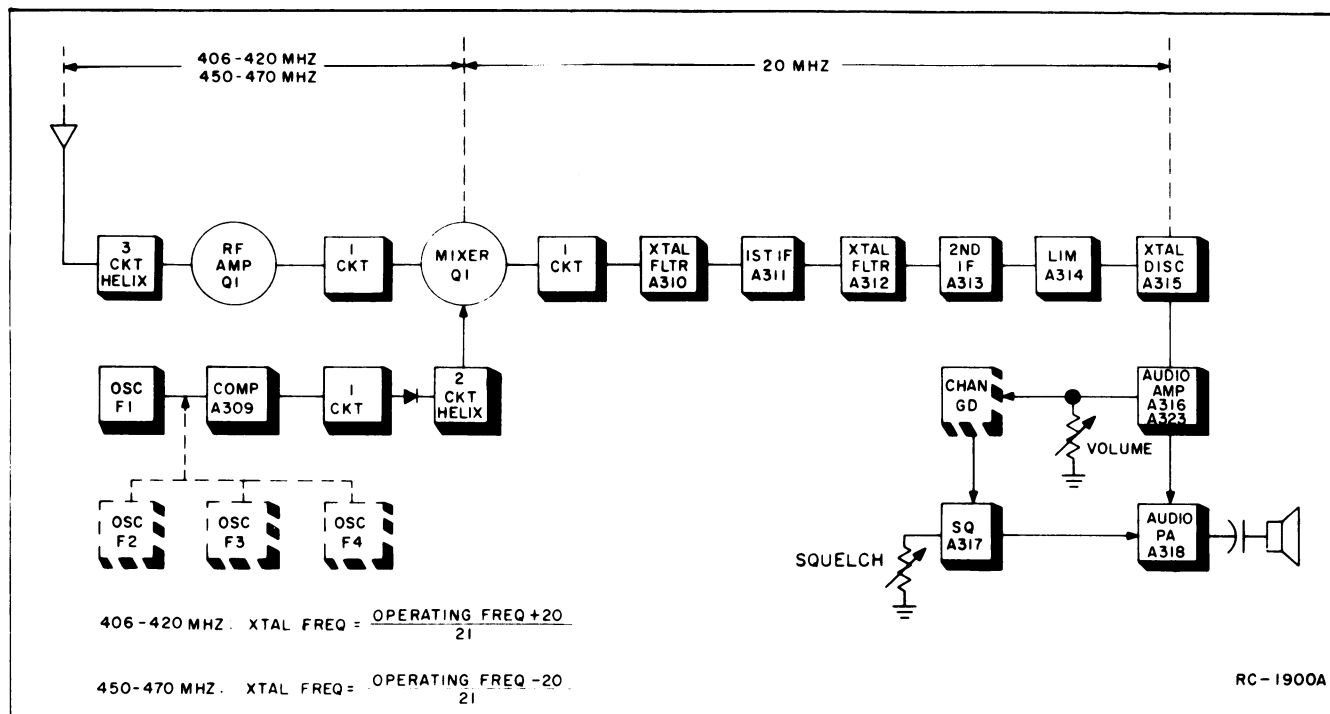 406-420 MHZ
450-470 MHZ
20 MHZ
3
CKT
HELIX
RF
AMP
Q1
1
CKT
MIXER
Q1
1
CKT
XTAL
FLTR
A310
1ST IF
A311
XTAL
FLTR
A312
2ND
IF
A313
LIM
A314
XTAL
DISC
A315
OSC
F1
COMP
A309
1
CKT
2
CKT
HELIX
CHAN
GD
AUDIO
AMP
A316
A323
VOLUME
OSC
F2
OSC
F3
OSC
F4
SQUELCH
SQ
A317
AUDIO
PA
A318
406-420 MHZ. XTAL FREQ = OPERATING FREQ +20
21
450-470 MHZ. XTAL FREQ = OPERATING FREQ -20
21
RC-1900A